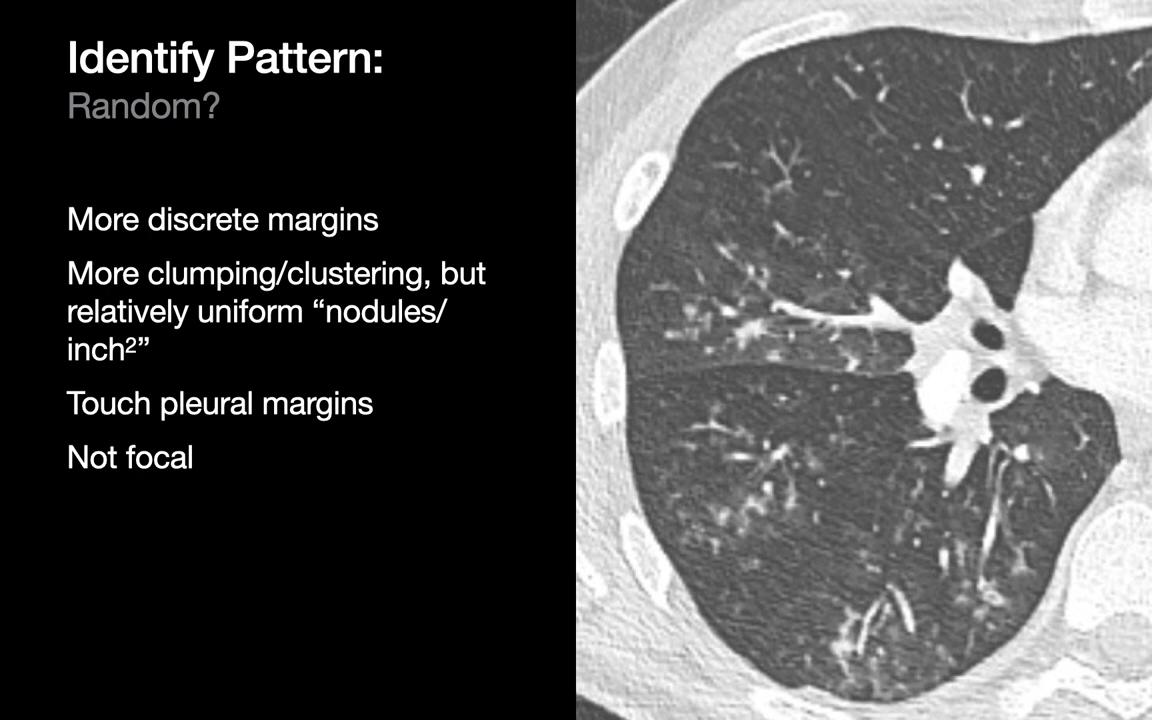 Identify Pattern:
Random?
More discrete margins
More clumping/clustering, but
relatively uniform “nodules/
inch²”
Touch pleural margins
Not focal